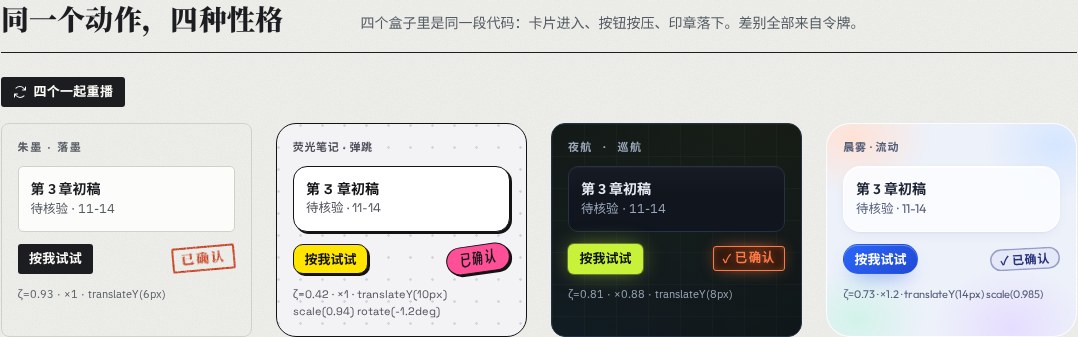 同一个动作，四种性格
四个盒子里是同一段代码：卡片进入、按钮按压、印章落下。差别全部来自令牌。
四个一起重播
朱墨 · 落墨
第 3 章初稿
待核验 · 11-14
按我试试
已确认
ζ=0.93 · ×1 · translateY(6px)
荧光笔记 · 弹跳
第 3 章初稿
待核验 · 11-14
按我试试
已确认
ζ=0.42 · ×1 · translateY(10px)
scale(0.94) rotate(-1.2deg)
夜航 · 巡航
第 3 章初稿
待核验 · 11-14
按我试试
✓ 已确认
ζ=0.81 · ×0.88 · translateY(8px)
晨雾 · 流动
第 3 章初稿
待核验 · 11-14
按我试试
✓ 已确认
ζ=0.73 · ×1.2 · translateY(14px) scale(0.985)